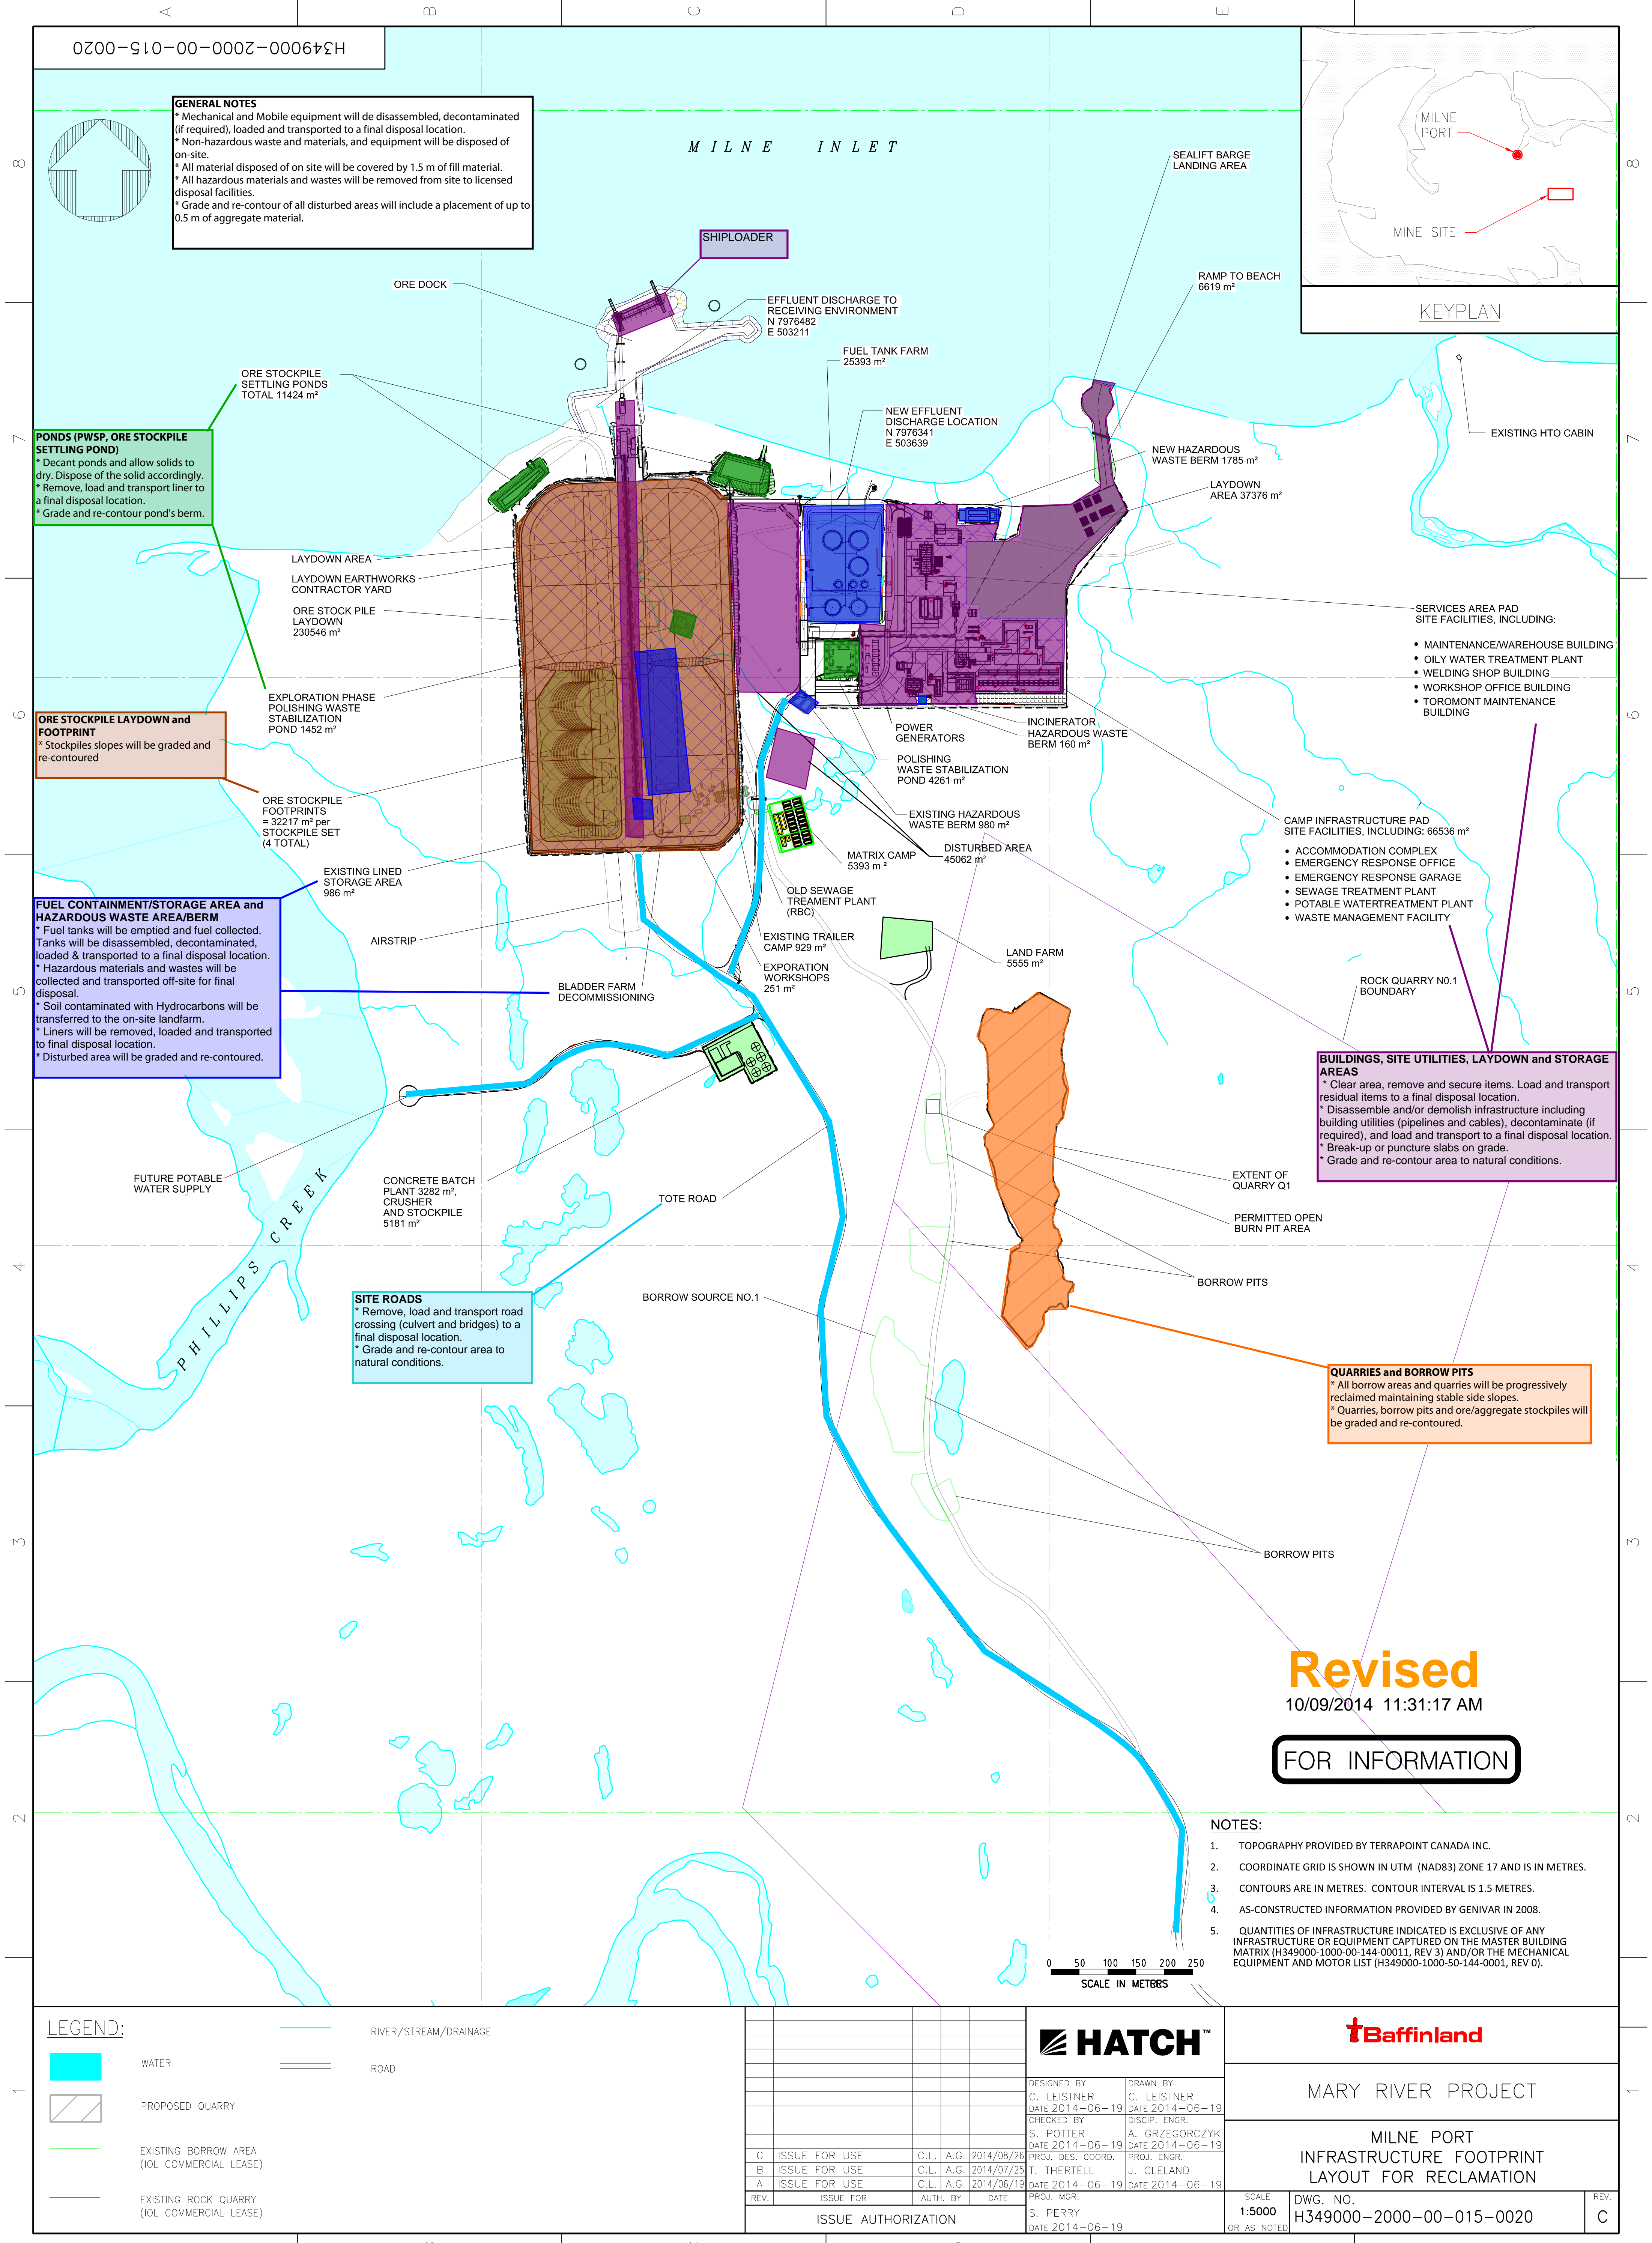 A B C D E
H349000-2000-00-015-0020
GENERAL NOTES
* Mechanical and Mobile equipment will de disassembled, decontaminated
(if required), loaded and transported to a final disposal location.
* Non-hazardous waste and materials, and equipment will be disposed of
on-site.
* All material disposed of on site will be covered by 1.5 m of fill material.
* All hazardous materials and wastes will be removed from site to licensed
disposal facilities.
* Grade and re-contour of all disturbed areas will include a placement of up to
0.5 m of aggregate material.
MILNE INLET
SEALIFT BARGE
LANDING AREA
MILNE
PORT
MINE SITE
KEYPLAN
8
8
SHIPLOADER
ORE DOCK
EFFLUENT DISCHARGE TO
RECEIVING ENVIRONMENT
N 7976482
E 503211
RAMP TO BEACH
6619 m²
FUEL TANK FARM
25393 m²
ORE STOCKPILE
SETTLING PONDS
TOTAL 11424 m²
NEW EFFLUENT
DISCHARGE LOCATION
N 7976341
E 503639
EXISTING HTO CABIN
7
7
PONDS (PWSP, ORE STOCKPILE
SETTLING POND)
* Decant ponds and allow solids to
dry. Dispose of the solid accordingly.
* Remove, load and transport liner to
a final disposal location.
* Grade and re-contour pond's berm.
NEW HAZARDOUS
WASTE BERM 1785 m²
LAYDOWN
AREA 37376 m²
LAYDOWN AREA
LAYDOWN EARTHWORKS
CONTRACTOR YARD
ORE STOCK PILE
LAYDOWN
230546 m²
SERVICES AREA PAD
SITE FACILITIES, INCLUDING:
• MAINTENANCE/WAREHOUSE BUILDING
• OILY WATER TREATMENT PLANT
• WELDING SHOP BUILDING
• WORKSHOP OFFICE BUILDING
• TOROMONT MAINTENANCE
BUILDING
EXPLORATION PHASE
POLISHING WASTE
STABILIZATION
POND 1452 m²
6
6
ORE STOCKPILE LAYDOWN and
FOOTPRINT
* Stockpiles slopes will be graded and
re-contoured
POWER
GENERATORS
INCINERATOR
HAZARDOUS WASTE
BERM 160 m²
POLISHING
WASTE STABILIZATION
POND 4261 m²
ORE STOCKPILE
FOOTPRINTS
= 32217 m² per
STOCKPILE SET
(4 TOTAL)
EXISTING HAZARDOUS
WASTE BERM 980 m²
DISTURBED AREA
45062 m²
CAMP INFRASTRUCTURE PAD
SITE FACILITIES, INCLUDING: 66536 m²
• ACCOMMODATION COMPLEX
• EMERGENCY RESPONSE OFFICE
• EMERGENCY RESPONSE GARAGE
• SEWAGE TREATMENT PLANT
• POTABLE WATERTREATMENT PLANT
• WASTE MANAGEMENT FACILITY
MATRIX CAMP
5393 m ²
EXISTING LINED
STORAGE AREA
986 m²
OLD SEWAGE
TREAMENT PLANT
(RBC)
FUEL CONTAINMENT/STORAGE AREA and
HAZARDOUS WASTE AREA/BERM
* Fuel tanks will be emptied and fuel collected.
Tanks will be disassembled, decontaminated,
loaded & transported to a final disposal location.
* Hazardous materials and wastes will be
collected and transported off-site for final
disposal.
* Soil contaminated with Hydrocarbons will be
transferred to the on-site landfarm.
* Liners will be removed, loaded and transported
to final disposal location.
* Disturbed area will be graded and re-contoured.
AIRSTRIP
EXISTING TRAILER
CAMP 929 m²
EXPORATION
WORKSHOPS
251 m²
BLADDER FARM
DECOMMISSIONING
LAND FARM
5555 m²
ROCK QUARRY N0.1
BOUNDARY
5
5
BUILDINGS, SITE UTILITIES, LAYDOWN and STORAGE
AREAS
* Clear area, remove and secure items. Load and transport
residual items to a final disposal location.
* Disassemble and/or demolish infrastructure including
building utilities (pipelines and cables), decontaminate (if
required), and load and transport to a final disposal location.
* Break-up or puncture slabs on grade.
* Grade and re-contour area to natural conditions.
FUTURE POTABLE
WATER SUPPLY
CONCRETE BATCH
PLANT 3282 m²,
CRUSHER
AND STOCKPILE
5181 m²
TOTE ROAD
EXTENT OF
QUARRY Q1
PERMITTED OPEN
BURN PIT AREA
BORROW PITS
PHILLIPS CREEK
4
4
SITE ROADS
* Remove, load and transport road
crossing (culvert and bridges) to a
final disposal location.
* Grade and re-contour area to
natural conditions.
BORROW SOURCE NO.1
QUARRIES and BORROW PITS
* All borrow areas and quarries will be progressively
reclaimed maintaining stable side slopes.
* Quarries, borrow pits and ore/aggregate stockpiles will
be graded and re-contoured.
BORROW PITS
3
3
Revised
10/09/2014 11:31:17 AM
FOR INFORMATION
2
2
NOTES:
1. TOPOGRAPHY PROVIDED BY TERRAPOINT CANADA INC.
2. COORDINATE GRID IS SHOWN IN UTM (NAD83) ZONE 17 AND IS IN METRES.
3. CONTOURS ARE IN METRES. CONTOUR INTERVAL IS 1.5 METRES.
4. AS-CONSTRUCTED INFORMATION PROVIDED BY GENIVAR IN 2008.
5. QUANTITIES OF INFRASTRUCTURE INDICATED IS EXCLUSIVE OF ANY
INFRASTRUCTURE OR EQUIPMENT CAPTURED ON THE MASTER BUILDING
MATRIX (H349000-1000-00-144-00011, REV 3) AND/OR THE MECHANICAL
EQUIPMENT AND MOTOR LIST (H349000-1000-50-144-0001, REV 0).
0 50 100 150 200 250
SCALE IN METRES
LEGEND:
WATER
PROPOSED QUARRY
EXISTING BORROW AREA
(IOL COMMERCIAL LEASE)
EXISTING ROCK QUARRY
(IOL COMMERCIAL LEASE)
RIVER/STREAM/DRAINAGE
ROAD
1
1
C ISSUE FOR USE C.L. A.G. 2014/08/26
B ISSUE FOR USE C.L. A.G. 2014/07/25
A ISSUE FOR USE C.L. A.G. 2014/06/19
REV. ISSUE FOR AUTH. BY DATE
ISSUE AUTHORIZATION
HATCH™
DESIGNED BY DRAWN BY
C. LEISTNER C. LEISTNER
DATE 2014-06-19 DATE 2014-06-19
CHECKED BY DISCIP. ENGR.
S. POTTER A. GRZEGORCZYK
DATE 2014-06-19 DATE 2014-06-19
PROJ. DES. COORD. PROJ. ENGR.
T. THERTELL J. CLELAND
DATE 2014-06-19 DATE 2014-06-19
PROJ. MGR.
S. PERRY
DATE 2014-06-19
Baffinland
MARY RIVER PROJECT
MILNE PORT
INFRASTRUCTURE FOOTPRINT
LAYOUT FOR RECLAMATION
SCALE
1:5000
OR AS NOTED
DWG. NO.
H349000-2000-00-015-0020
REV.
C